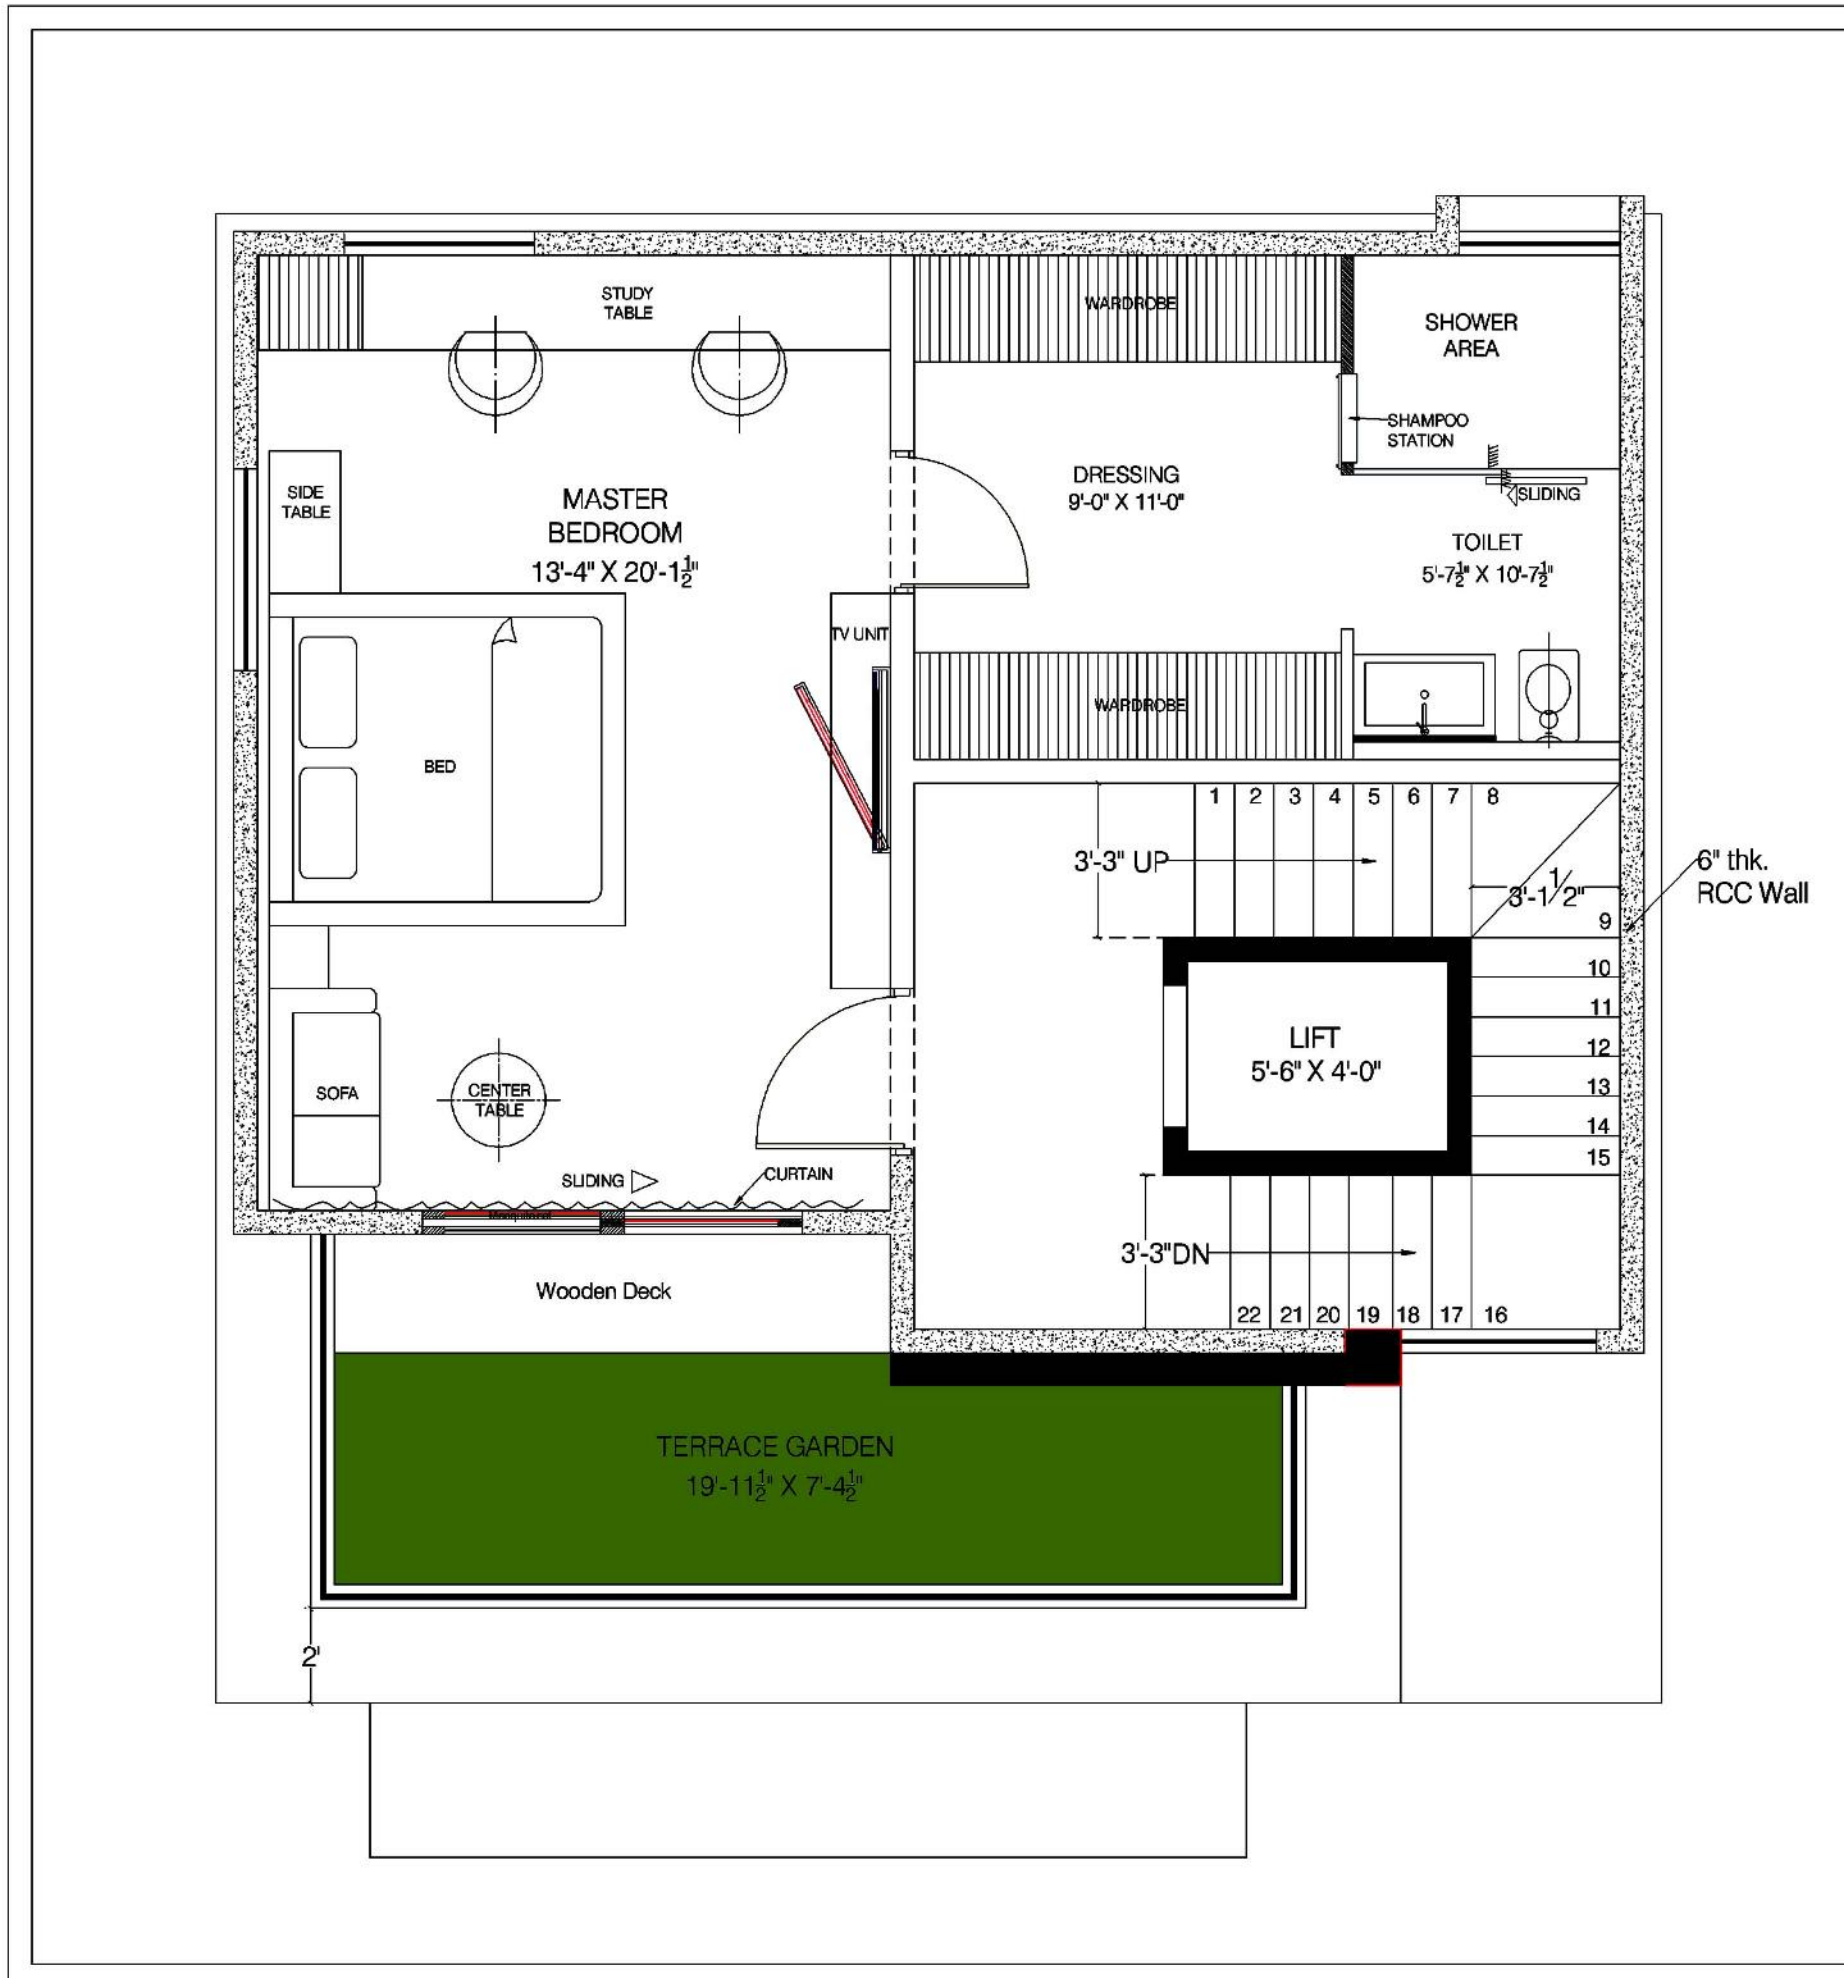 STUDY
TABLE
WARDROBE
SHOWER
AREA
SHAMPOO
STATION
SIDE
TABLE
MASTER
BEDROOM
13'-4" X 20'-1½"
DRESSING
9'-0" X 11'-0"
SLIDING
TOILET
5'-7½" X 10'-7½"
TV UNIT
BED
WARDROBE
1 2 3 4 5 6 7 8
3'-3" UP
3'-1/2"
6" thk.
RCC Wall
9
10
11
12
13
14
15
LIFT
5'-6" X 4'-0"
SOFA
CENTER
TABLE
SLIDING
CURTAIN
3'-3"DN
22 21 20 19 18 17 16
Wooden Deck
TERRACE GARDEN
19'-11½" X 7'-4½"
2'